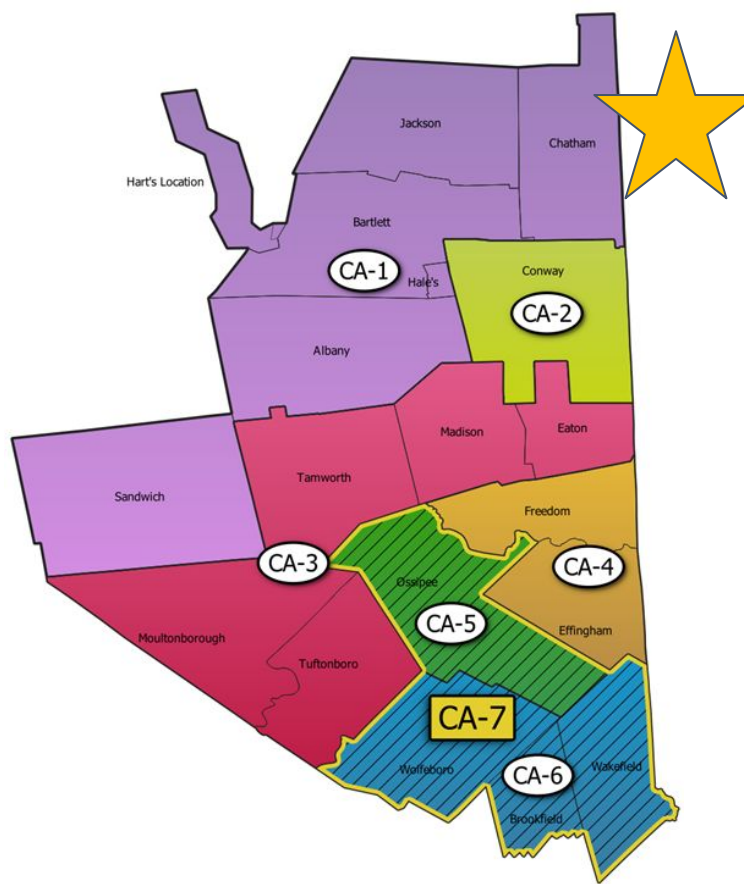 Jackson
Chatham
Hart's Location
Bartlett
CA-1
Hale's
Conway
CA-2
Albany
Madison
Eaton
Tamworth
Sandwich
Freedom
CA-3
CA-4
Ossipee
CA-5
Effingham
Moultonborough
Tuftonboro
CA-7
Wolfeboro
CA-6
Wakefield
Brookfield